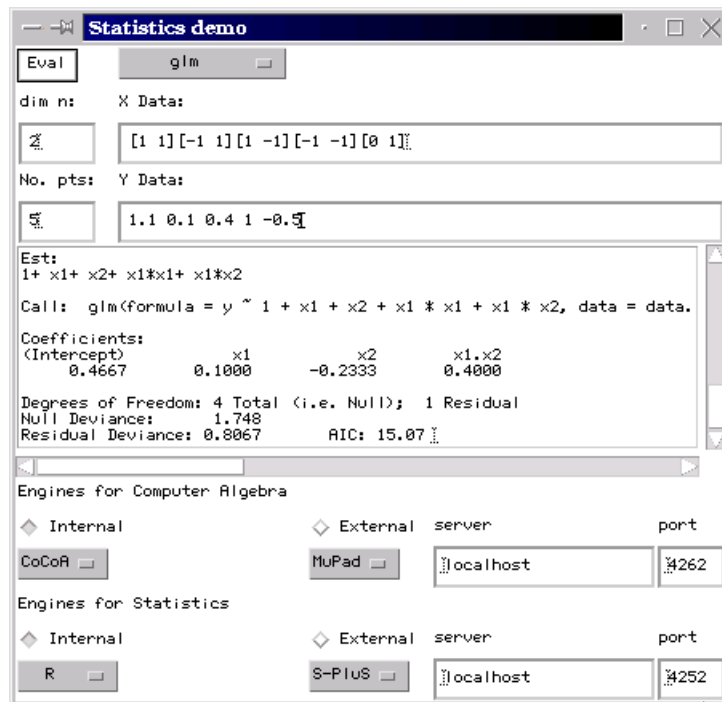 Statistics demo
Eval glm
dim n: X Data:
2 [1 1][-1 1][1 -1][-1 -1][0 1]
No. pts: Y Data:
5 1.1 0.1 0.4 1 -0.5
Est:
1+ x1+ x2+ x1*x1+ x1*x2
Call: glm(formula = y ~ 1 + x1 + x2 + x1 * x1 + x1 * x2, data = data.
Coefficients:
(Intercept) x1 x2 x1.x2
0.4667 0.1000 -0.2333 0.4000
Degrees of Freedom: 4 Total (i.e. Null); 1 Residual
Null Deviance: 1.748
Residual Deviance: 0.8067 AIC: 15.07
Engines for Computer Algebra
Internal External server port
CoCoA MuPad localhost 4262
Engines for Statistics
Internal External server port
R S-PluS localhost 4252